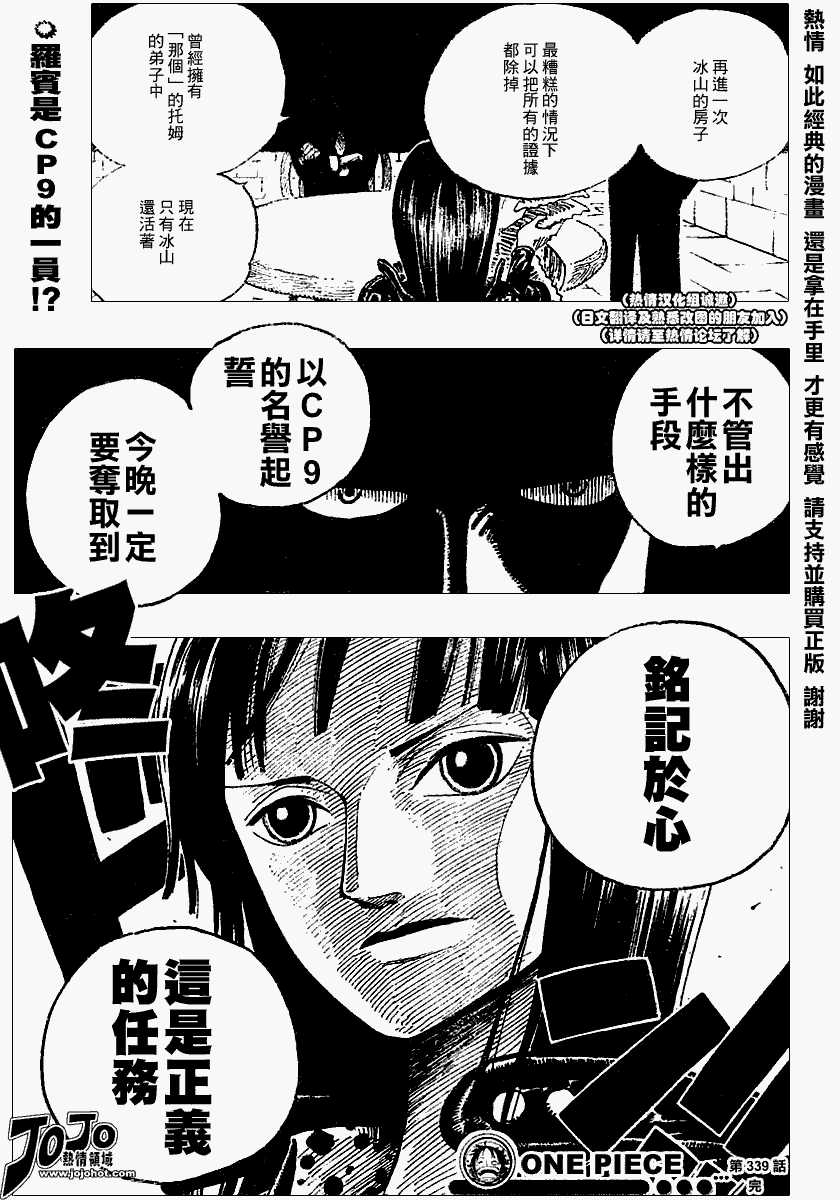 熱情 如此經典的漫畫 還是拿在手里 才更有感覺 請支持並購買正版 謝謝
再進一次
冰山的房子
最糟糕的情況下
可以把所有的證據
都除掉
曾經擁有
「那個」的托姆
的弟子中
現在
只有冰山
還活著
羅賓是CP9的一員!?
(热情汉化组诚邀)
(日文翻译及熟悉改图的朋友加入)
(详情请至热情论坛了解)
不管出
什麼樣的
手段
以CP9
的名譽起
誓
今晚一定
要奪取到
咚
銘記於心
這是正義
的任務
JOJO
熱情領域
www.jojohot.com
ONE PIECE
第339話
完